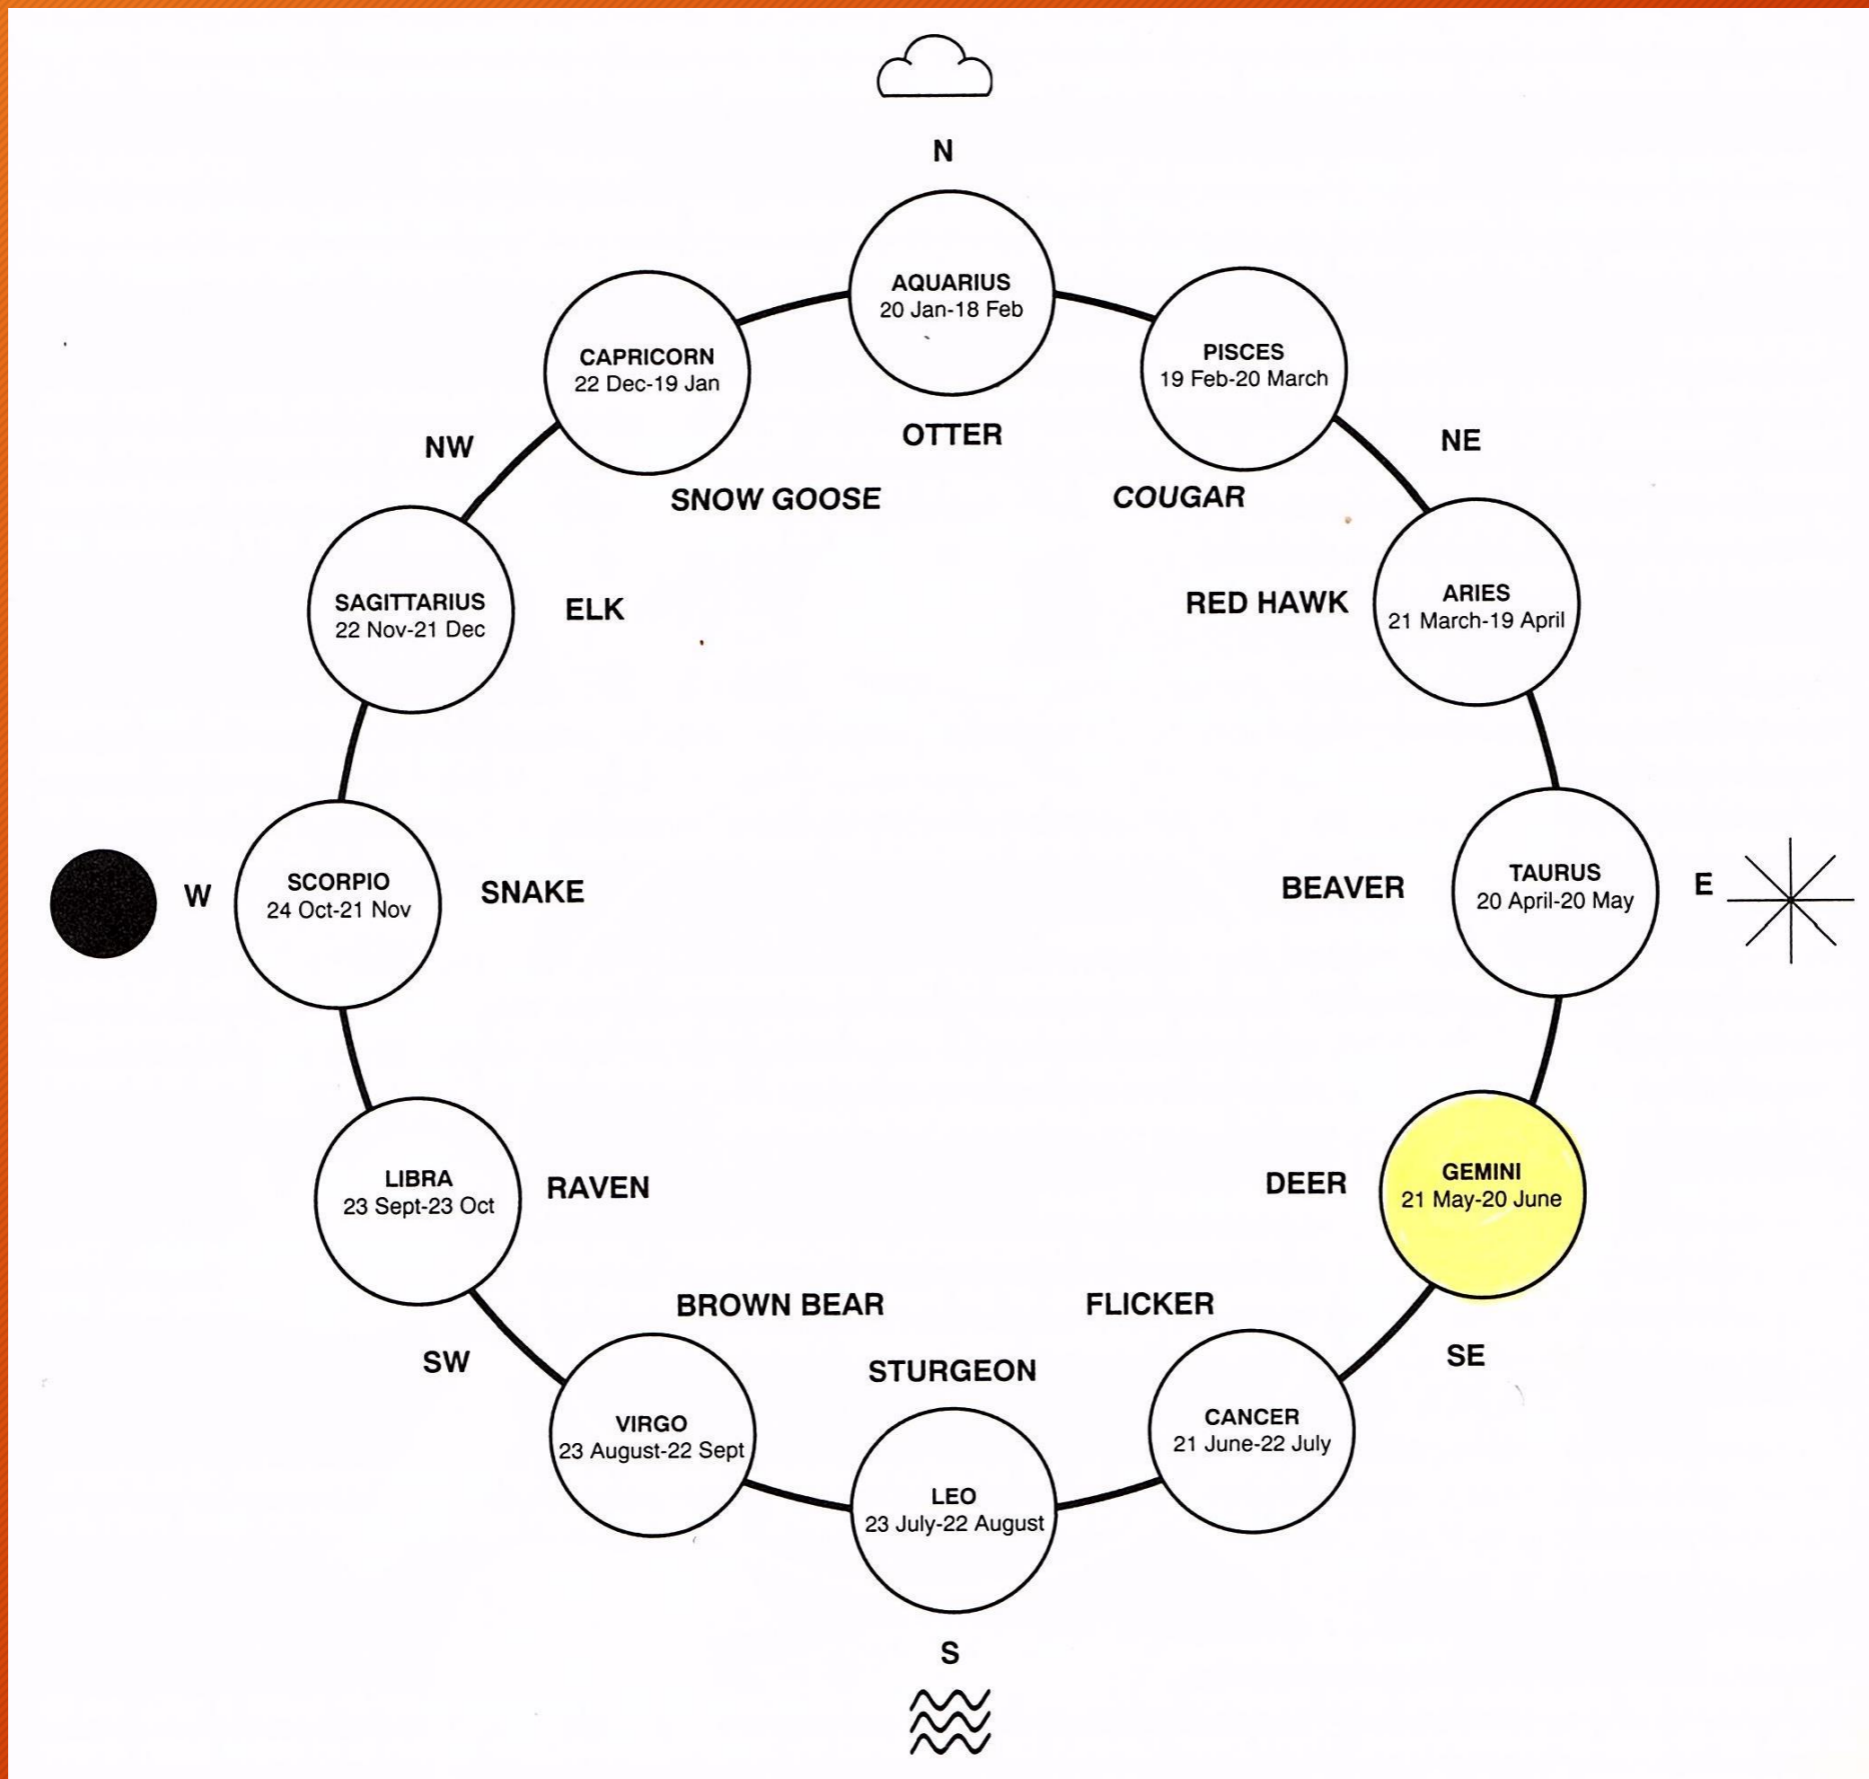 N
AQUARIUS
20 Jan-18 Feb
OTTER
PISCES
19 Feb-20 March
COUGAR
NE
ARIES
21 March-19 April
RED HAWK
TAURUS
20 April-20 May
BEAVER
E
GEMINI
21 May-20 June
DEER
SE
CANCER
21 June-22 July
FLICKER
LEO
23 July-22 August
STURGEON
S
VIRGO
23 August-22 Sept
BROWN BEAR
SW
LIBRA
23 Sept-23 Oct
RAVEN
SCORPIO
24 Oct-21 Nov
SNAKE
W
SAGITTARIUS
22 Nov-21 Dec
ELK
NW
CAPRICORN
22 Dec-19 Jan
SNOW GOOSE